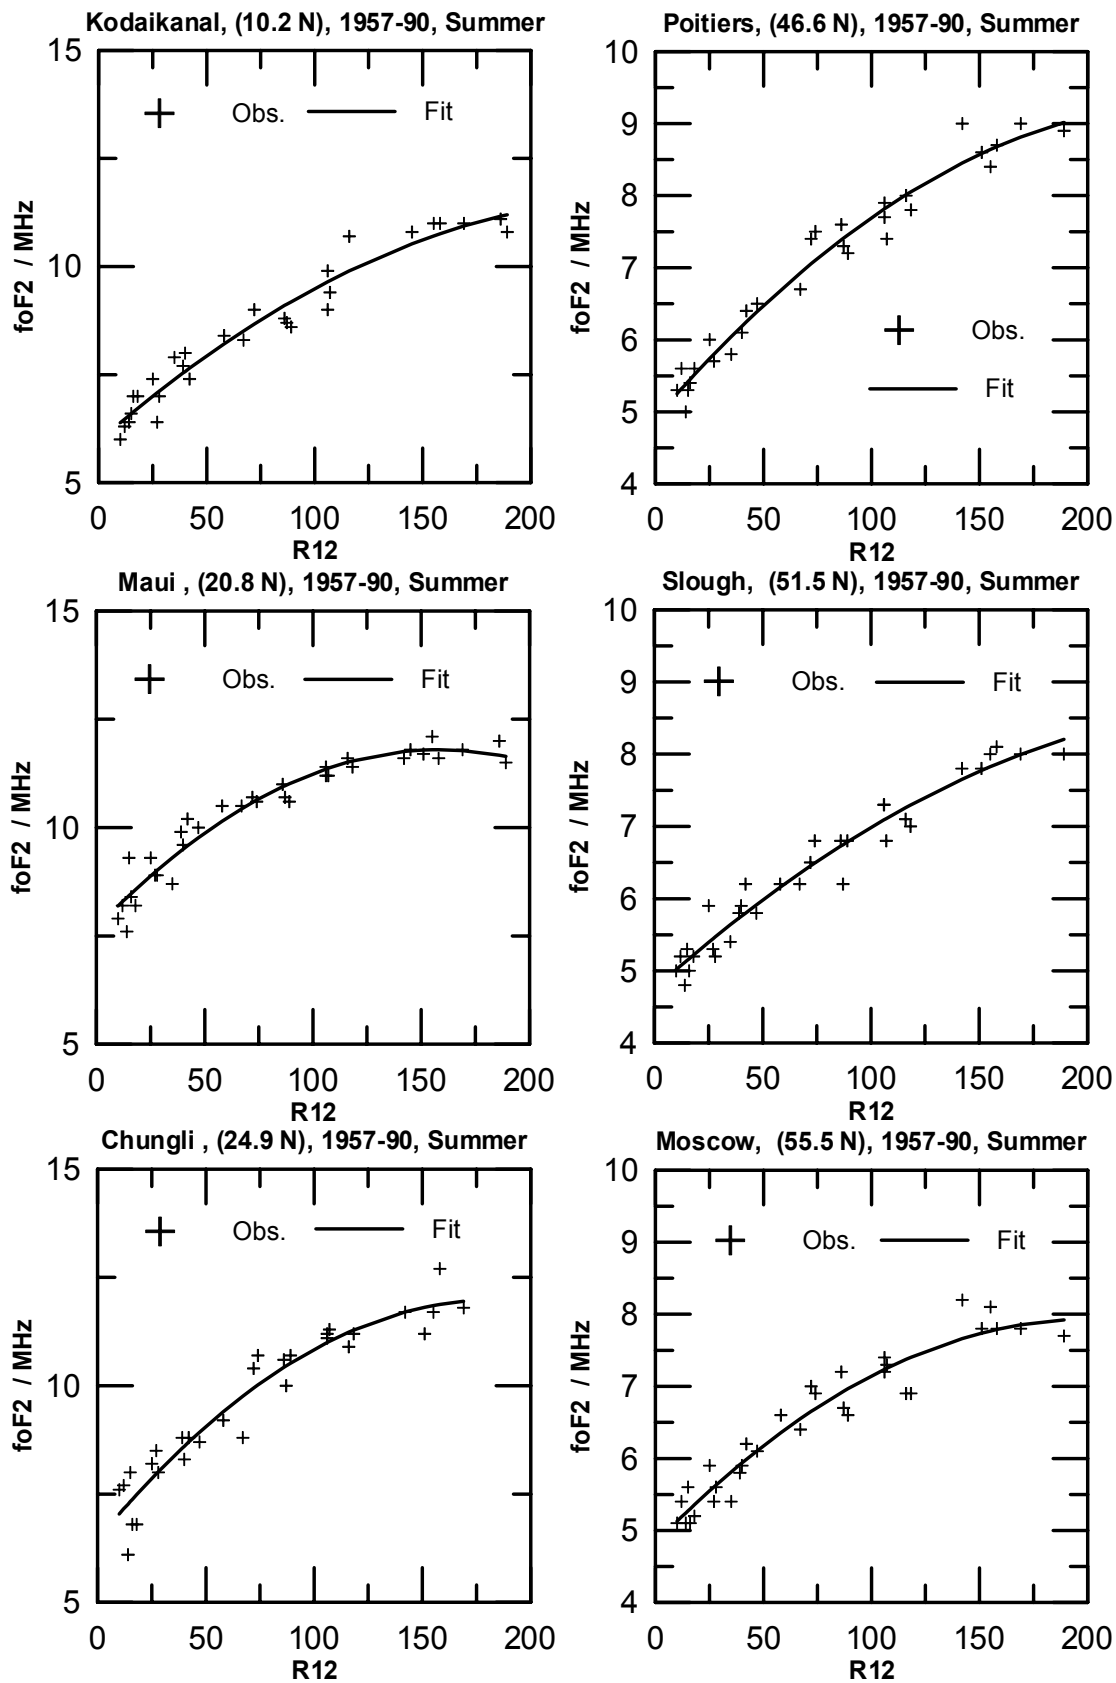 Kodaikanal, (10.2 N), 1957-90, Summer
15
10
5
foF2 / MHz
Obs. Fit
0 50 100 150 200
R12
Poitiers, (46.6 N), 1957-90, Summer
10
9
8
7
6
5
4
foF2 / MHz
Obs.
Fit
0 50 100 150 200
R12
Maui , (20.8 N), 1957-90, Summer
15
10
5
foF2 / MHz
Obs. Fit
0 50 100 150 200
R12
Slough, (51.5 N), 1957-90, Summer
10
9
8
7
6
5
4
foF2 / MHz
Obs. Fit
0 50 100 150 200
R12
Chungli , (24.9 N), 1957-90, Summer
15
10
5
foF2 / MHz
Obs. Fit
0 50 100 150 200
R12
Moscow, (55.5 N), 1957-90, Summer
10
9
8
7
6
5
4
foF2 / MHz
Obs. Fit
0 50 100 150 200
R12